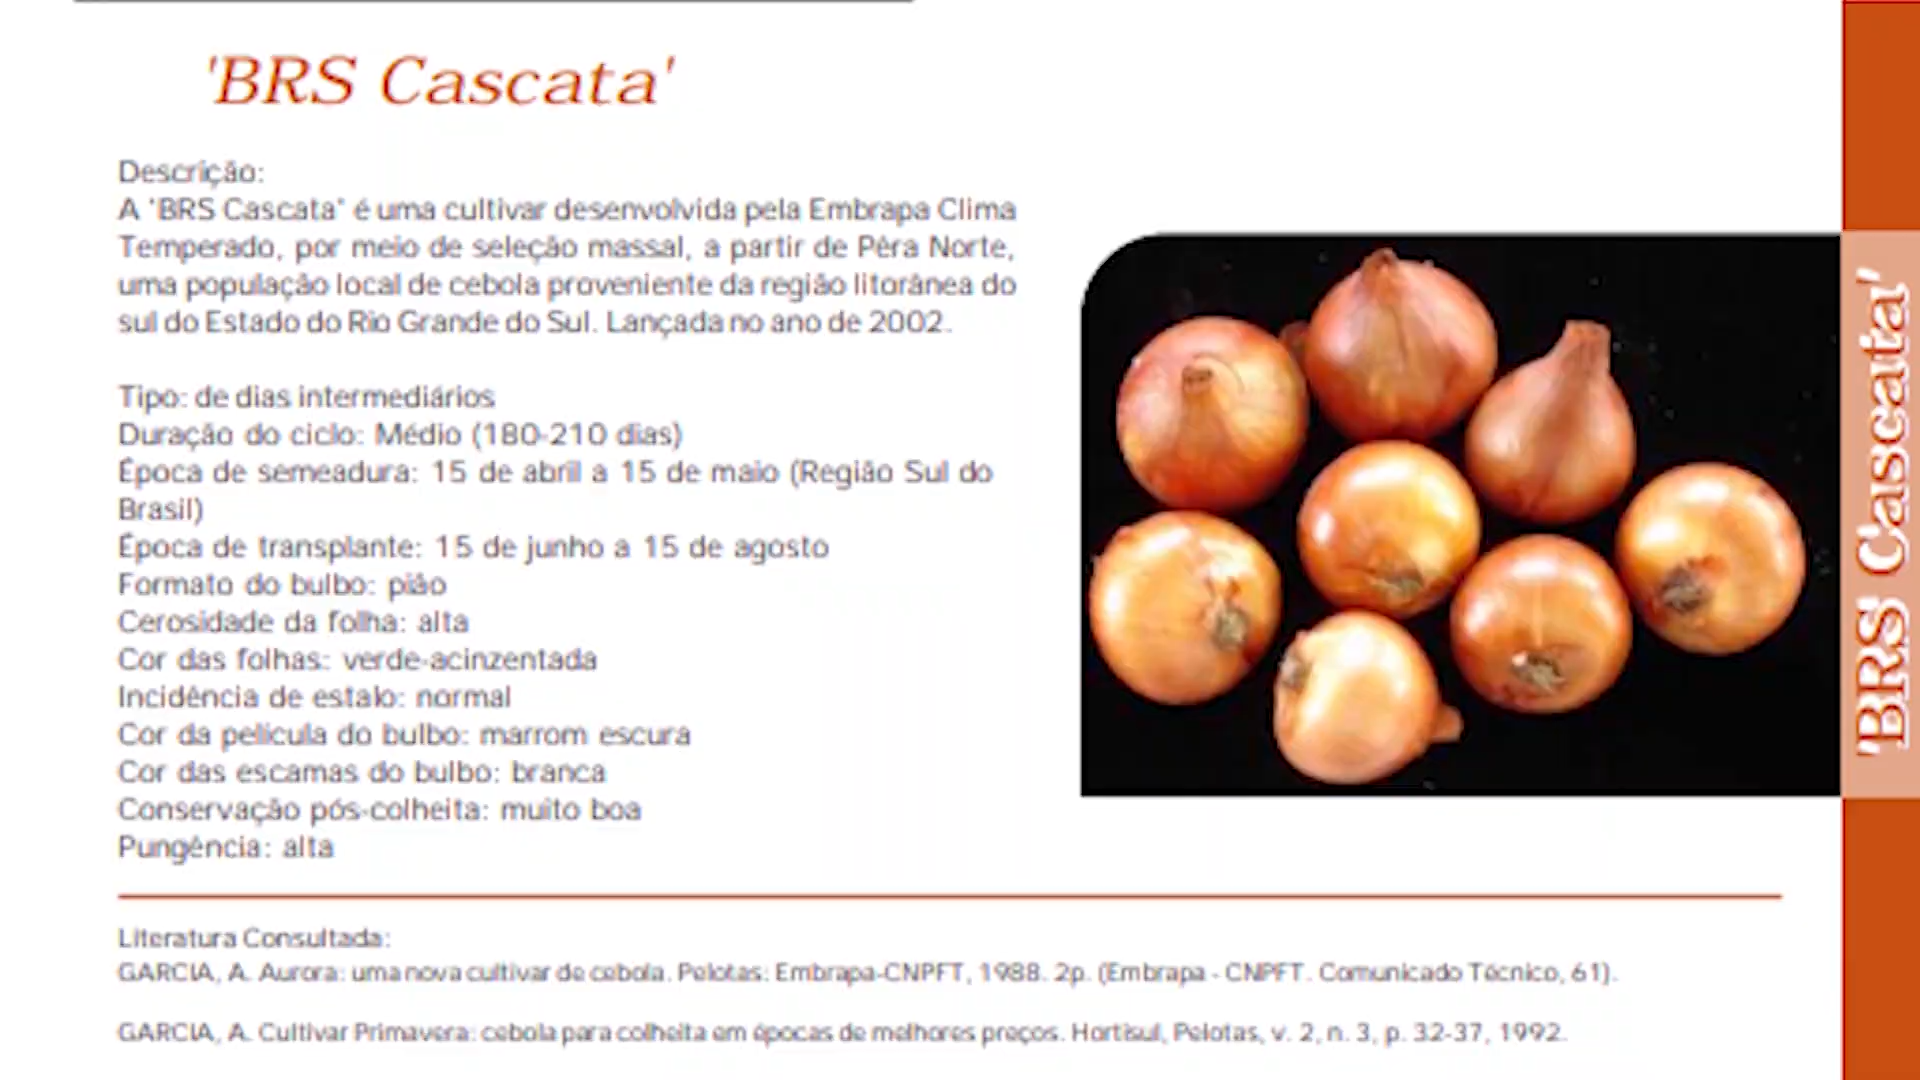 'BRS Cascata'
Descrição:
A 'BRS Cascata' é uma cultivar desenvolvida pela Embrapa Clima
Temperado, por meio de seleção massal, a partir de Pêra Norte,
uma população local de cebola proveniente da região litorânea do
sul do Estado do Rio Grande do Sul. Lançada no ano de 2002.
Tipo: de dias intermediários
Duração do ciclo: Médio (180-210 dias)
Época de semeadura: 15 de abril a 15 de maio (Região Sul do
Brasil)
Época de transplante: 15 de junho a 15 de agosto
Formato do bulbo: pião
Cerosidade da folha: alta
Cor das folhas: verde-acinzentada
Incidência de estalo: normal
Cor da película do bulbo: marrom escura
Cor das escamas do bulbo: branca
Conservação pós-colheita: muito boa
Pungência: alta
Literatura Consultada:
GARCIA, A. Aurora: uma nova cultivar de cebola. Pelotas: Embrapa-CNPFT, 1988. 2p. (Embrapa - CNPFT. Comunicado Técnico, 61).
GARCIA, A. Cultivar Primavera: cebola para colheita em épocas de melhores preços. Hortisul, Pelotas, v. 2, n. 3, p. 32-37, 1992.
'BRS Cascata'